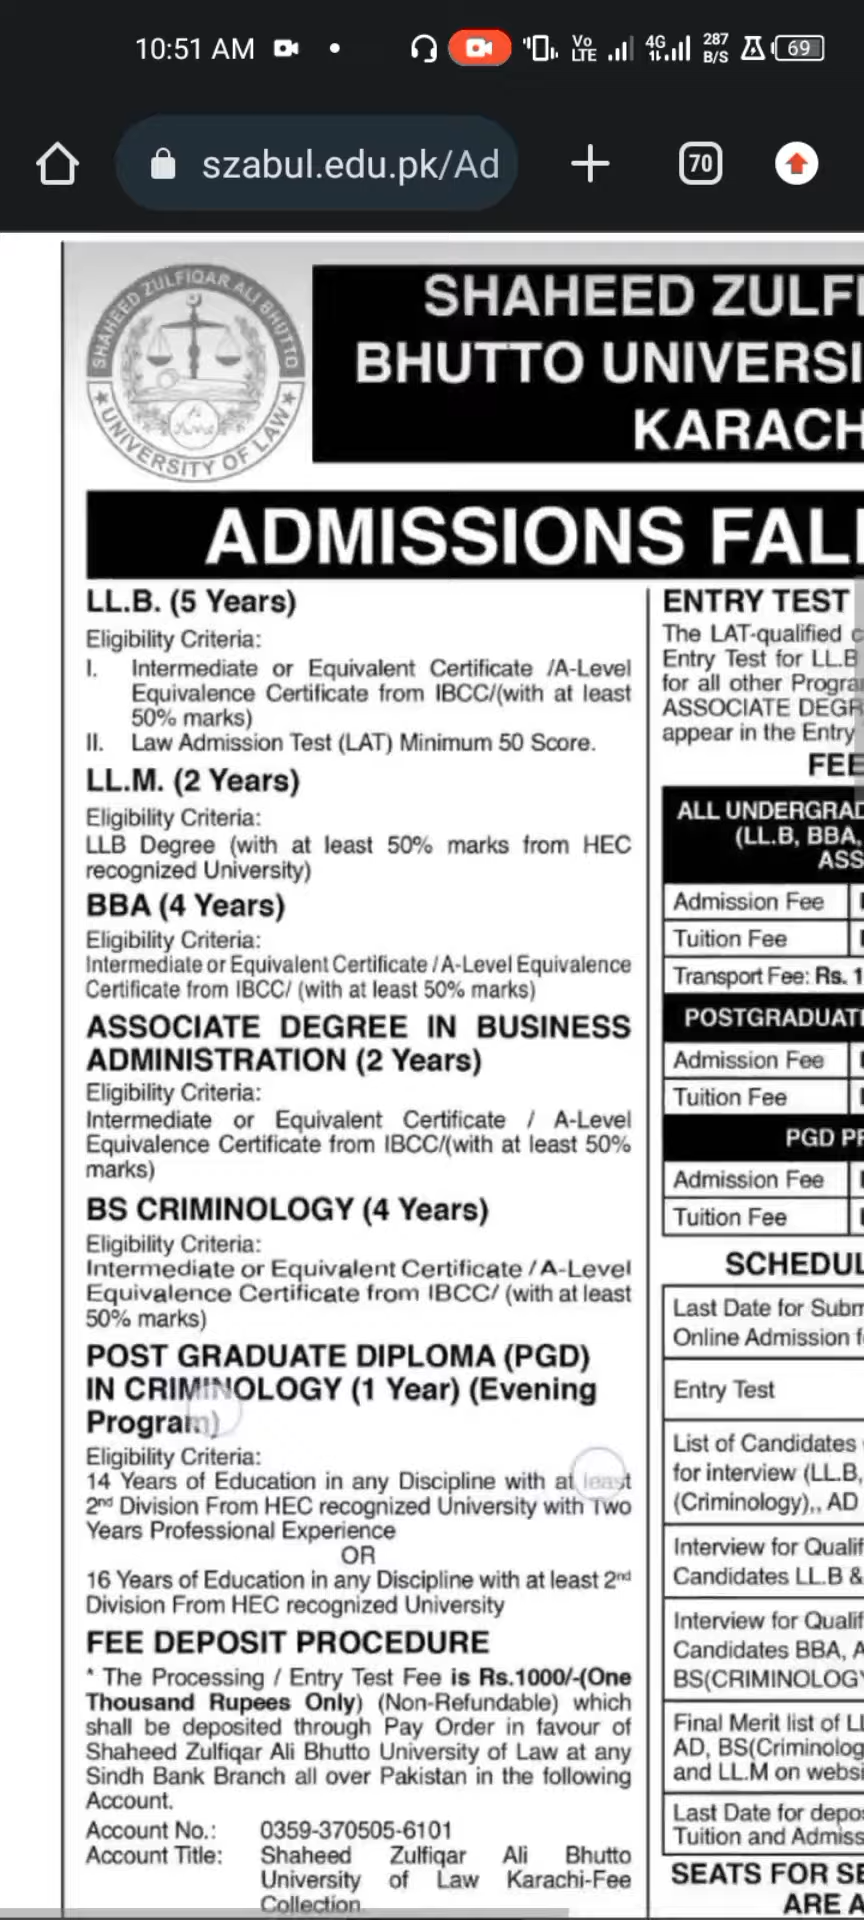 10:51 AM
Vo LTE
4G
287 B/S
69
szabul.edu.pk/Ad
70
SHAHEED ZULFIQAR ALI BHUTTO
UNIVERSITY OF LAW
SHAHEED ZULFI
BHUTTO UNIVERSI
KARACH
ADMISSIONS FALL
LL.B. (5 Years)
Eligibility Criteria:
I. Intermediate or Equivalent Certificate /A-Level
Equivalence Certificate from IBCC/(with at least
50% marks)
II. Law Admission Test (LAT) Minimum 50 Score.
LL.M. (2 Years)
Eligibility Criteria:
LLB Degree (with at least 50% marks from HEC
recognized University)
BBA (4 Years)
Eligibility Criteria:
Intermediate or Equivalent Certificate / A-Level Equivalence
Certificate from IBCC/ (with at least 50% marks)
ASSOCIATE DEGREE IN BUSINESS
ADMINISTRATION (2 Years)
Eligibility Criteria:
Intermediate or Equivalent Certificate / A-Level
Equivalence Certificate from IBCC/(with at least 50%
marks)
BS CRIMINOLOGY (4 Years)
Eligibility Criteria:
Intermediate or Equivalent Certificate / A-Level
Equivalence Certificate from IBCC/ (with at least
50% marks)
POST GRADUATE DIPLOMA (PGD)
IN CRIMINOLOGY (1 Year) (Evening
Program)
Eligibility Criteria:
14 Years of Education in any Discipline with at least
2nd Division From HEC recognized University with Two
Years Professional Experience
OR
16 Years of Education in any Discipline with at least 2nd
Division From HEC recognized University
FEE DEPOSIT PROCEDURE
* The Processing / Entry Test Fee is Rs.1000/-(One
Thousand Rupees Only) (Non-Refundable) which
shall be deposited through Pay Order in favour of
Shaheed Zulfiqar Ali Bhutto University of Law at any
Sindh Bank Branch all over Pakistan in the following
Account.
Account No.: 0359-370505-6101
Account Title: Shaheed Zulfiqar Ali Bhutto
University of Law Karachi-Fee
Collection
ENTRY TEST
The LAT-qualified c
Entry Test for LL.B
for all other Progra
ASSOCIATE DEGR
appear in the Entry
FEE
ALL UNDERGRAD
(LL.B, BBA,
ASS
Admission Fee
Tuition Fee
Transport Fee: Rs. 1
POSTGRADUATE
Admission Fee
Tuition Fee
PGD PR
Admission Fee
Tuition Fee
SCHEDUL
Last Date for Subm
Online Admission f
Entry Test
List of Candidates
for interview (LL.B,
(Criminology),, AD
Interview for Qualif
Candidates LL.B &
Interview for Qualif
Candidates BBA, A
BS(CRIMINOLOGY
Final Merit list of LL
AD, BS(Criminolog
and LL.M on websi
Last Date for depo
Tuition and Admiss
SEATS FOR SE
ARE A